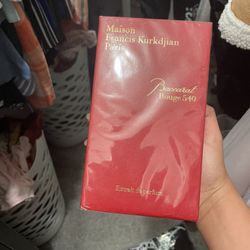 Maison
Francis Kurkdjian
Paris
Baccarat
Rouge 540
Extrait de parfum